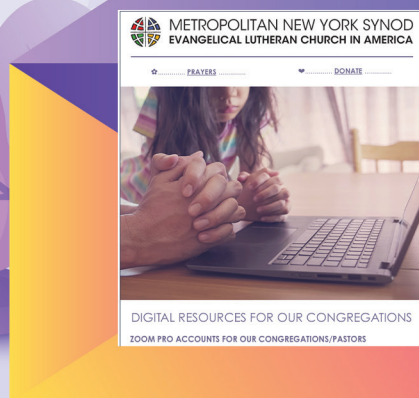 METROPOLITAN NEW YORK SYNOD
EVANGELICAL LUTHERAN CHURCH IN AMERICA
✿ ............. PRAYERS .............
❤ ............. DONATE .............
DIGITAL RESOURCES FOR OUR CONGREGATIONS
ZOOM PRO ACCOUNTS FOR OUR CONGREGATIONS/PASTORS